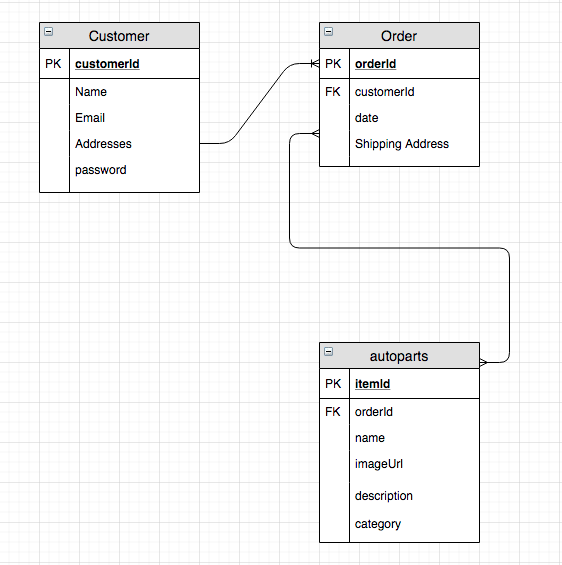 Customer
PK customerId
Name
Email
Addresses
password
Order
PK orderId
FK customerId
date
Shipping Address
autoparts
PK itemId
FK orderId
name
imageUrl
description
category